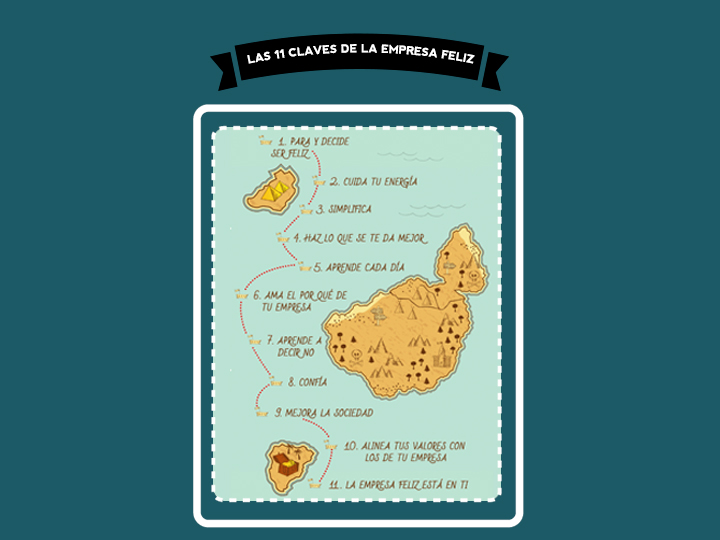 LAS 11 CLAVES DE LA EMPRESA FELIZ
1. PARA Y DECIDE
SER FELIZ
2. CUIDA TU ENERGÍA
3. SIMPLIFICA
4. HAZ LO QUE SE TE DA MEJOR
5. APRENDE CADA DÍA
6. AMA EL POR QUÉ DE
TU EMPRESA
7. APRENDE A
DECIR NO
8. CONFÍA
9. MEJORA LA SOCIEDAD
10. ALINEA TUS VALORES CON
LOS DE TU EMPRESA
11. LA EMPRESA FELIZ ESTÁ EN TI